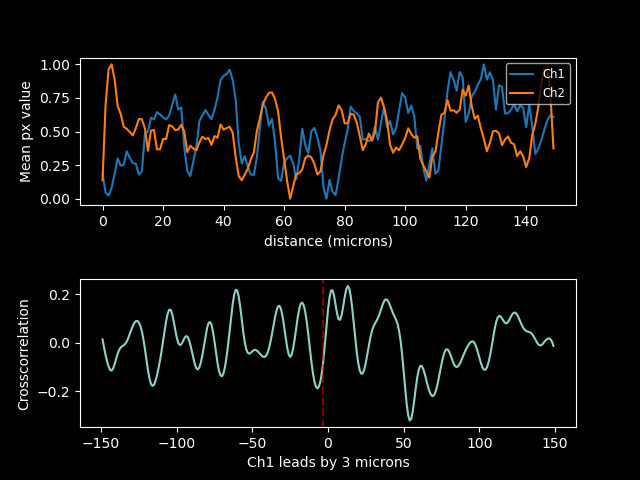 1.00
0.75
0.50
0.25
0.00
Mean px value
Ch1
Ch2
0 20 40 60 80 100 120 140
distance (microns)
0.2
0.0
−0.2
Crosscorrelation
−150 −100 −50 0 50 100 150
Ch1 leads by 3 microns